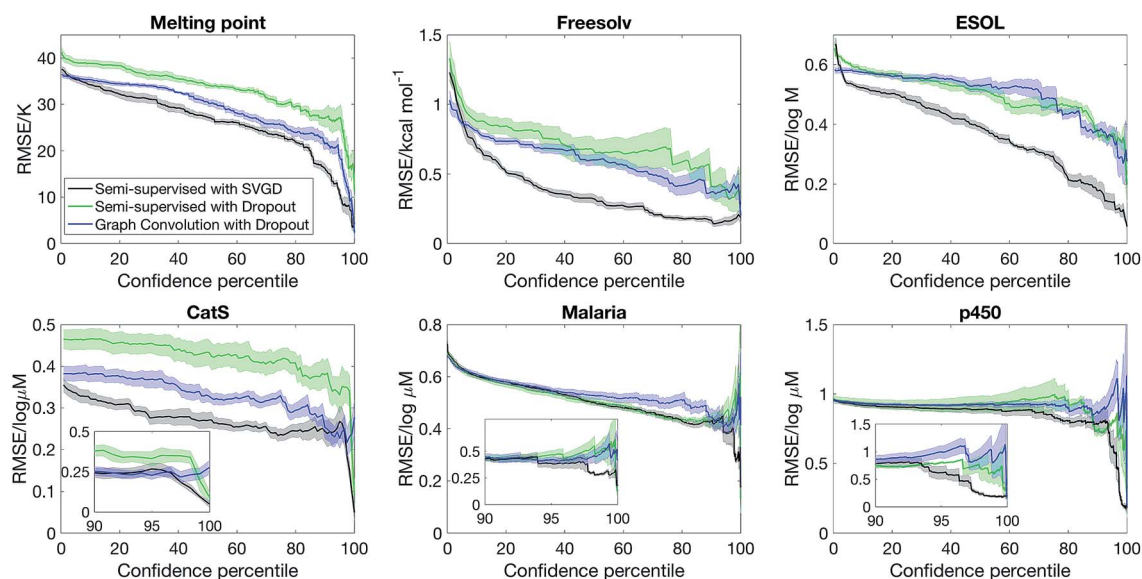 Melting point
RMSE/K
40
30
20
10
0
Semi-supervised with SVGD
Semi-supervised with Dropout
Graph Convolution with Dropout
0 20 40 60 80 100
Confidence percentile
Freesolv
RMSE/kcal mol⁻¹
1.5
1
0.5
0
0 20 40 60 80 100
Confidence percentile
ESOL
RMSE/log M
0.6
0.4
0.2
0
0 20 40 60 80 100
Confidence percentile
CatS
RMSE/logμM
0.5
0.4
0.3
0.2
0.1
0
0.5
0.25
0
90 95 100
0 20 40 60 80 100
Confidence percentile
Malaria
RMSE/log μM
0.8
0.6
0.4
0.2
0
0.5
0.25
0
90 95 100
0 20 40 60 80 100
Confidence percentile
p450
RMSE/log μM
1.5
1
0.5
0
1.5
1
0.5
0
90 95 100
0 20 40 60 80 100
Confidence percentile